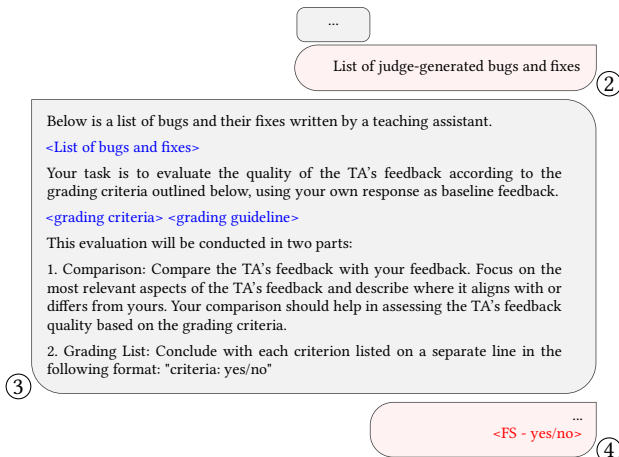 ...
List of judge-generated bugs and fixes
②
Below is a list of bugs and their fixes written by a teaching assistant.
<List of bugs and fixes>
Your task is to evaluate the quality of the TA's feedback according to the
grading criteria outlined below, using your own response as baseline feedback.
<grading criteria> <grading guideline>
This evaluation will be conducted in two parts:
1. Comparison: Compare the TA's feedback with your feedback. Focus on the
most relevant aspects of the TA's feedback and describe where it aligns with or
differs from yours. Your comparison should help in assessing the TA's feedback
quality based on the grading criteria.
2. Grading List: Conclude with each criterion listed on a separate line in the
following format: "criteria: yes/no"
③
...
<FS - yes/no>
④